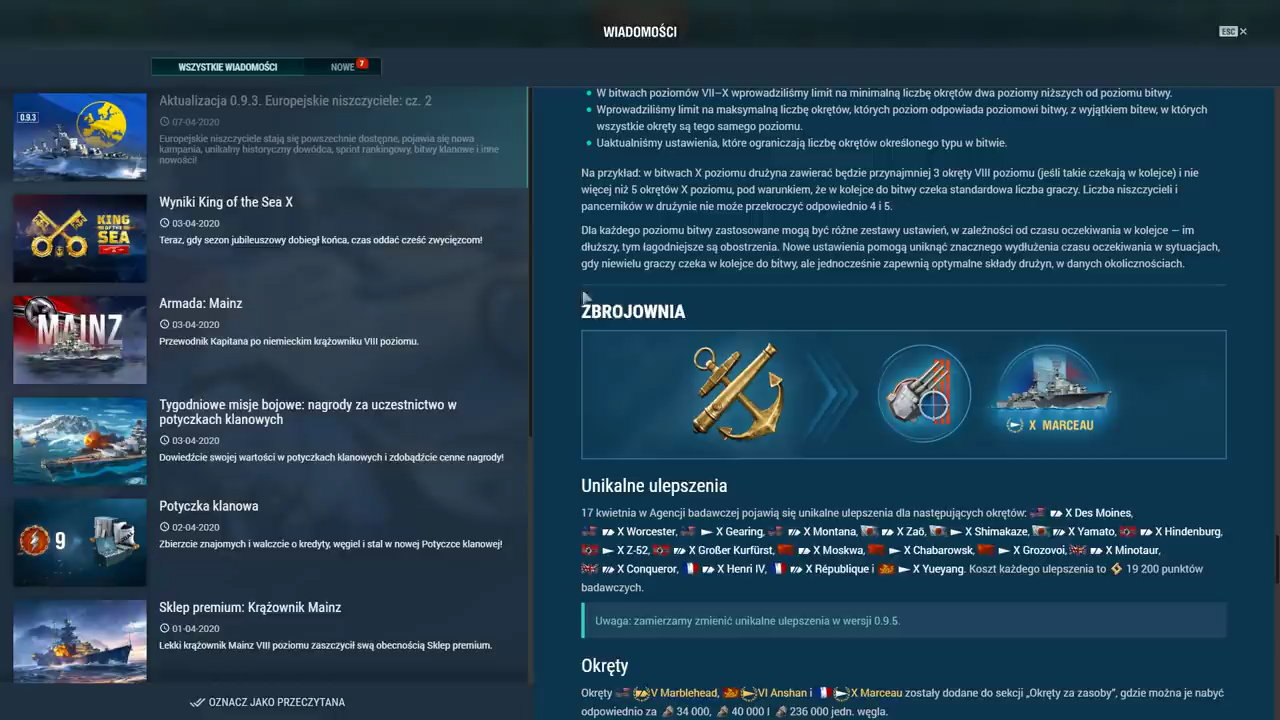 WIADOMOŚCI
ESC ×
WSZYSTKIE WIADOMOŚCI
NOWE 7
0.9.3
Aktualizacja 0.9.3. Europejskie niszczyciele: cz. 2
07-04-2020
Europejskie niszczyciele stają się powszechnie dostępne, pojawia się nowa
kampania, unikalny historyczny dowódca, sprint rankingowy, bitwy klanowe i inne
nowości!
KING
OF THE
SEA
Wyniki King of the Sea X
03-04-2020
Teraz, gdy sezon jubileuszowy dobiegł końca, czas oddać cześć zwycięzcom!
MAINZ
Armada: Mainz
03-04-2020
Przewodnik Kapitana po niemieckim krążowniku VIII poziomu.
Tygodniowe misje bojowe: nagrody za uczestnictwo w
potyczkach klanowych
03-04-2020
Dowiedźcie swojej wartości w potyczkach klanowych i zdobądźcie cenne nagrody!
9
Potyczka klanowa
02-04-2020
Zbierzcie znajomych i walczcie o kredyty, węgiel i stal w nowej Potyczce klanowej!
Sklep premium: Krążownik Mainz
01-04-2020
Lekki krążownik Mainz VIII poziomu zaszczycił swą obecnością Sklep premium.
OZNACZ JAKO PRZECZYTANA
• W bitwach poziomów VII–X wprowadziliśmy limit na minimalną liczbę okrętów dwa poziomy niższych od poziomu bitwy.
• Wprowadziliśmy limit na maksymalną liczbę okrętów, których poziom odpowiada poziomowi bitwy, z wyjątkiem bitew, w których
wszystkie okręty są tego samego poziomu.
• Uaktualniśmy ustawienia, które ograniczają liczbę okrętów określonego typu w bitwie.
Na przykład: w bitwach X poziomu drużyna zawierać będzie przynajmniej 3 okręty VIII poziomu (jeśli takie czekają w kolejce) i nie
więcej niż 5 okrętów X poziomu, pod warunkiem, że w kolejce do bitwy czeka standardowa liczba graczy. Liczba niszczycieli i
pancerników w drużynie nie może przekroczyć odpowiednio 4 i 5.
Dla każdego poziomu bitwy zastosowane mogą być różne zestawy ustawień, w zależności od czasu oczekiwania w kolejce — im
dłuższy, tym łagodniejsze są obostrzenia. Nowe ustawienia pomogą uniknąć znacznego wydłużenia czasu oczekiwania w sytuacjach,
gdy niewielu graczy czeka w kolejce do bitwy, ale jednocześnie zapewnią optymalne składy drużyn, w danych okolicznościach.
ZBROJOWNIA
X MARCEAU
Unikalne ulepszenia
17 kwietnia w Agencji badawczej pojawią się unikalne ulepszenia dla następujących okrętów: X Des Moines,
X Worcester, X Gearing, X Montana, X Zaō, X Shimakaze, X Yamato, X Hindenburg,
X Z-52, X Großer Kurfürst, X Moskwa, X Chabarowsk, X Grozovoi, X Minotaur,
X Conqueror, X Henri IV, X République i X Yueyang. Koszt każdego ulepszenia to 19 200 punktów
badawczych.
Uwaga: zamierzamy zmienić unikalne ulepszenia w wersji 0.9.5.
Okręty
Okręty V Marblehead, VI Anshan i X Marceau zostały dodane do sekcji „Okręty za zasoby”, gdzie można je nabyć
odpowiednio za 34 000, 40 000 I 236 000 jedn. węgla.